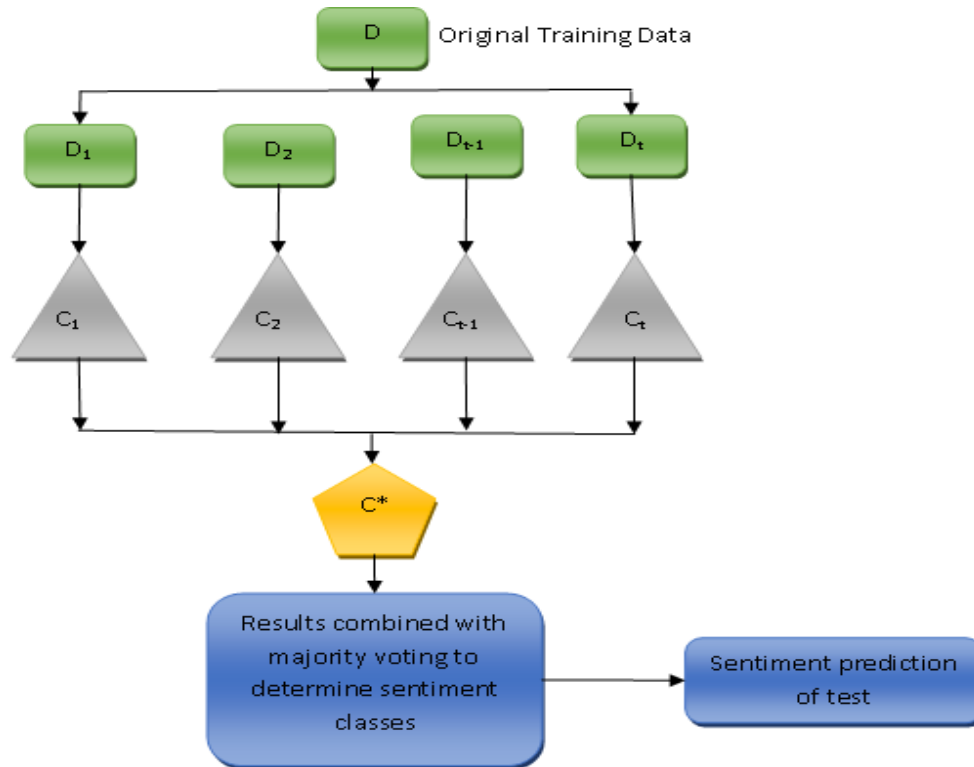 D Original Training Data
D₁ D₂ Dₜ₋₁ Dₜ
C₁ C₂ Cₜ₋₁ Cₜ
C*
Results combined with
majority voting to
determine sentiment
classes
Sentiment prediction
of test